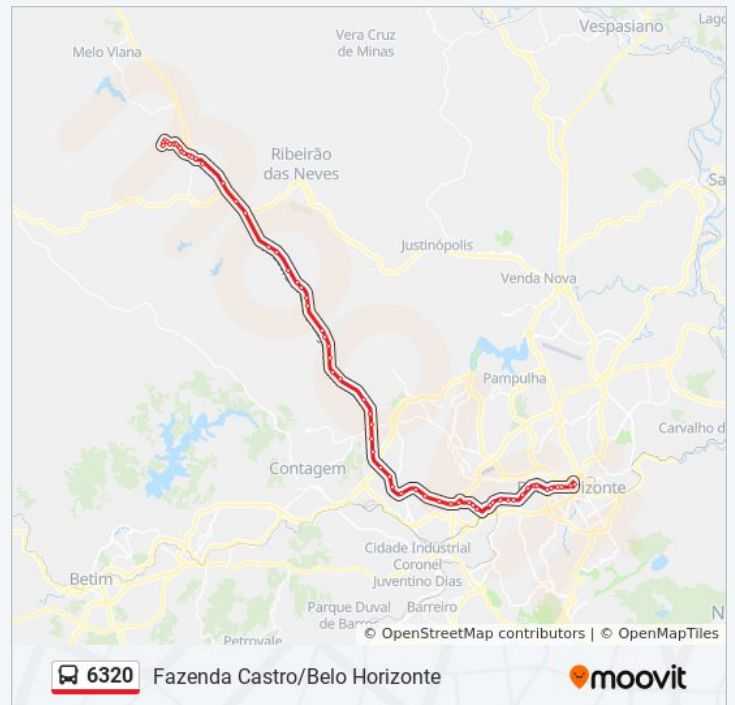 Vespasiano
Lago
Vera Cruz
de Minas
Melo Viana
Ribeirão
das Neves
Sa
Justinópolis
Venda Nova
Pampulha
Carvalho d
Contagem
izonte
Cidade Industrial
Coronel
Juventino Dias
Betim
Parque Duval
de Barro
Barreiro
N
Petrovale
© OpenStreetMap contributors | © OpenMapTiles
6320 Fazenda Castro/Belo Horizonte
moovit